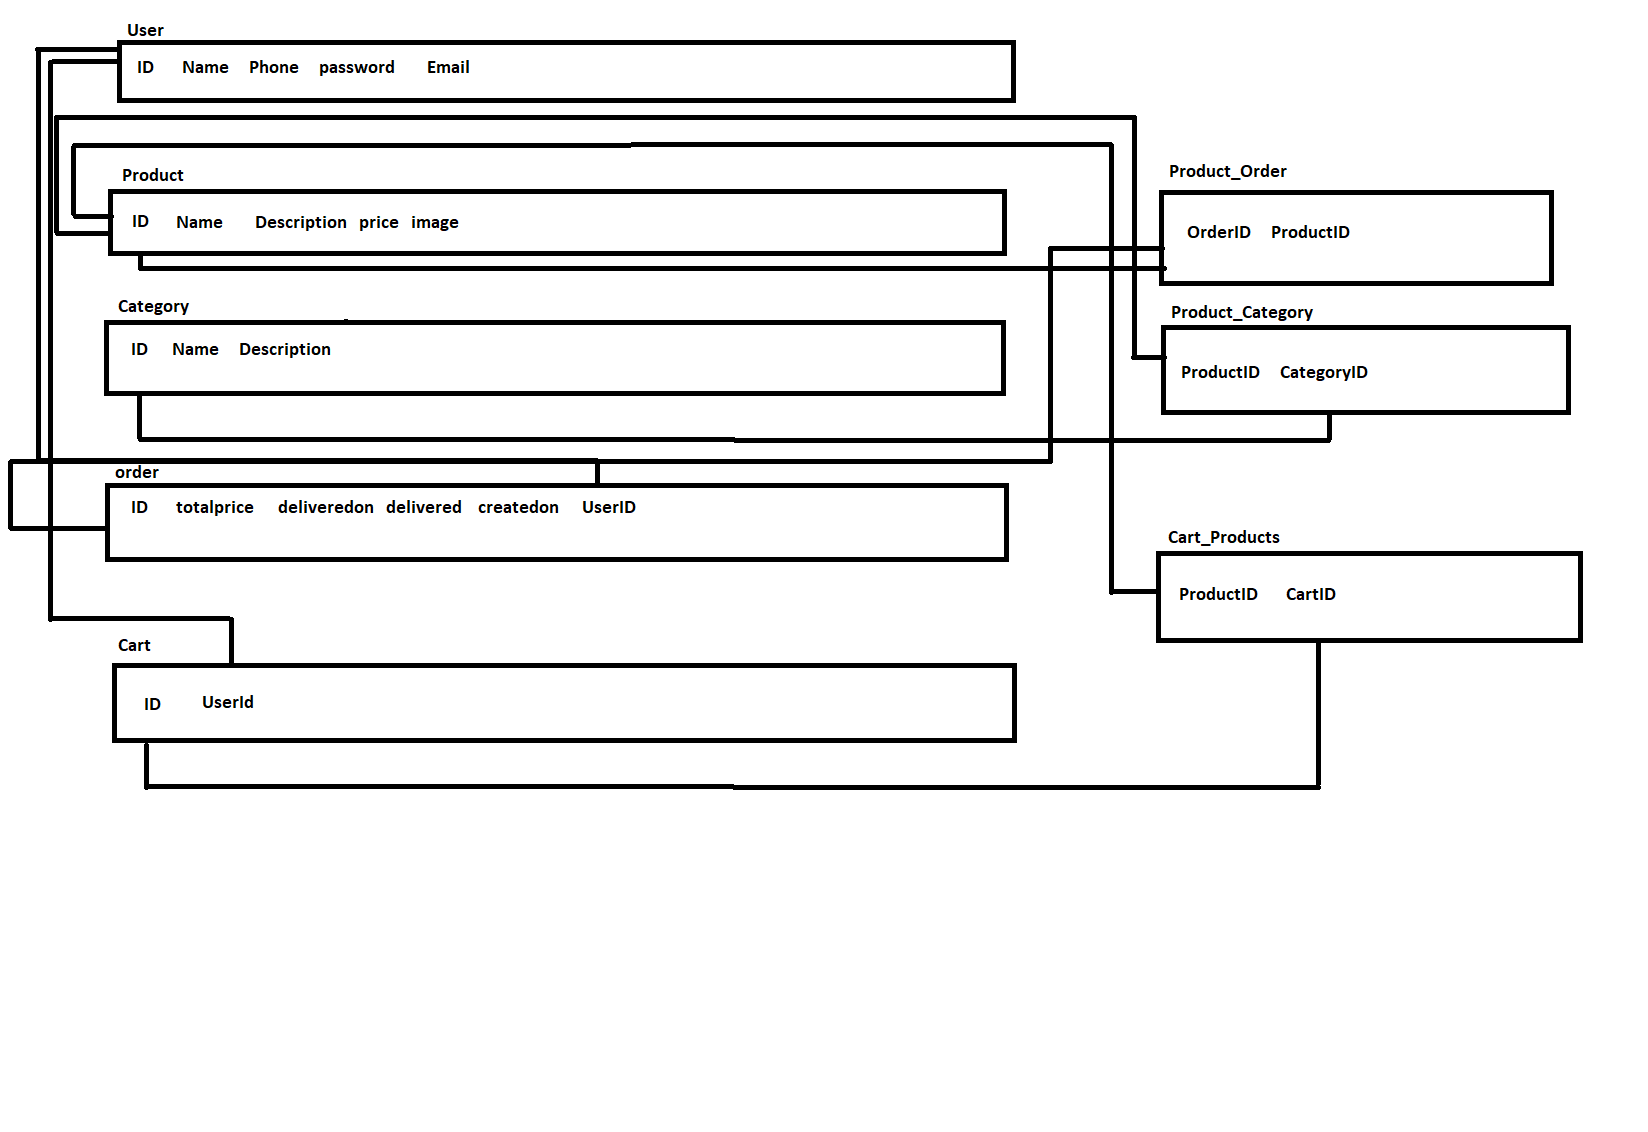 User
ID Name Phone password Email
Product
ID Name Description price image
Product_Order
OrderID ProductID
Category
ID Name Description
Product_Category
ProductID CategoryID
order
ID totalprice deliveredon delivered createdon UserID
Cart_Products
ProductID CartID
Cart
ID UserId